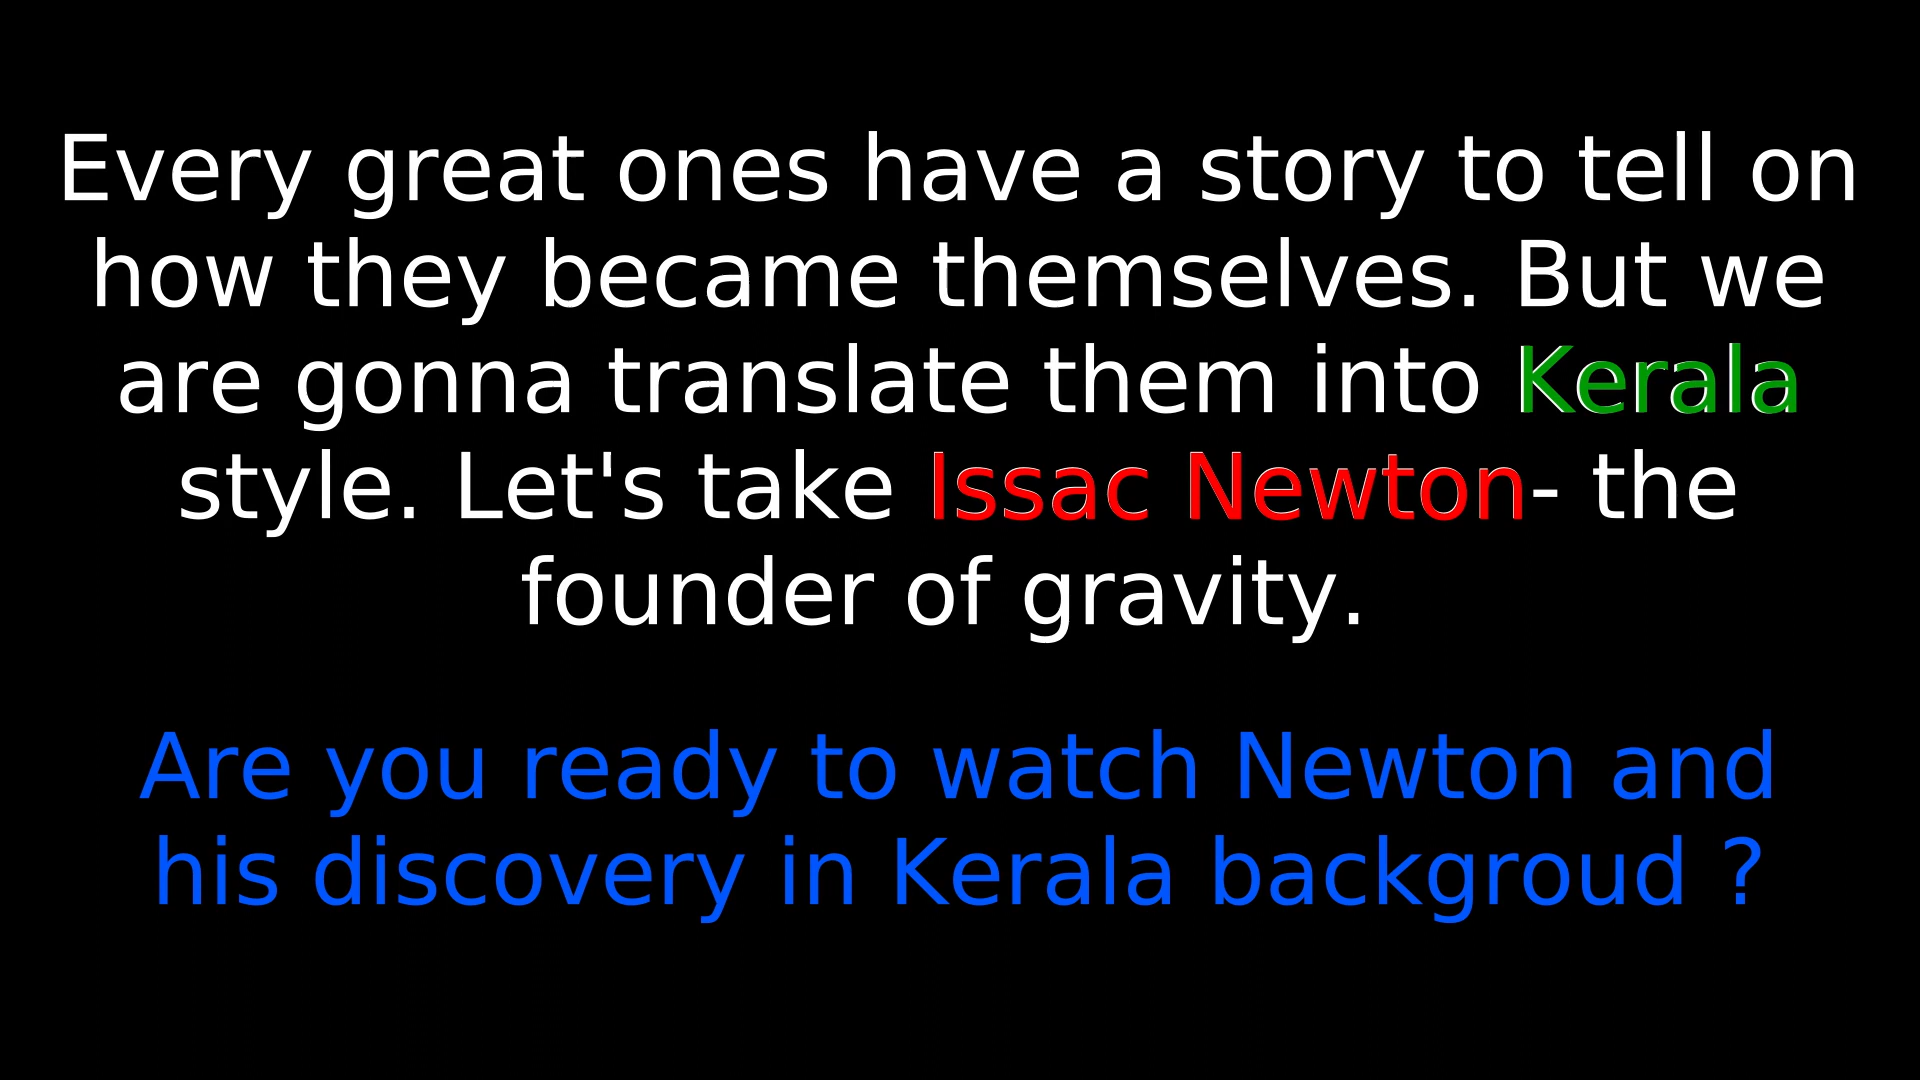 Every great ones have a story to tell on
how they became themselves. But we
are gonna translate them into Kerala
style. Let's take Issac Newton- the
founder of gravity.
Are you ready to watch Newton and
his discovery in Kerala backgroud ?